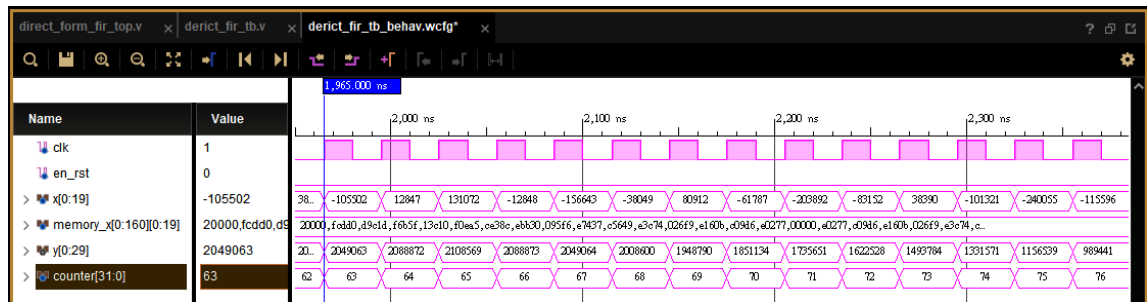 direct_form_fir_top.v × derict_fir_tb.v × derict_fir_tb_behav.wcfg* × ?
1,965.000 ns
Name Value 2,000 ns 2,100 ns 2,200 ns 2,300 ns
clk 1
en_rst 0
> x[0:19] -105502 38.. -105502 12847 131072 -12848 -156643 -38049 80912 -61787 -203892 -83152 38390 -101321 -240055 -115596
> memory_x[0:160][0:19] 20000,fcdd0,d9 20000,fcdd0,d9c1d,f6b5f,13c10,f0ea5,ce38c,ebb30,095f6,e7437,c5649,e3c74,026f9,e160b,c09d6,e0277,00000,e0277,c09d6,e160b,026f9,e3c74,c…
> y[0:29] 2049063 20.. 2049063 2088872 2108569 2088873 2049064 2008600 1948790 1851134 1735651 1622528 1493784 1331571 1156539 989441
> counter[31:0] 63 62 63 64 65 66 67 68 69 70 71 72 73 74 75 76